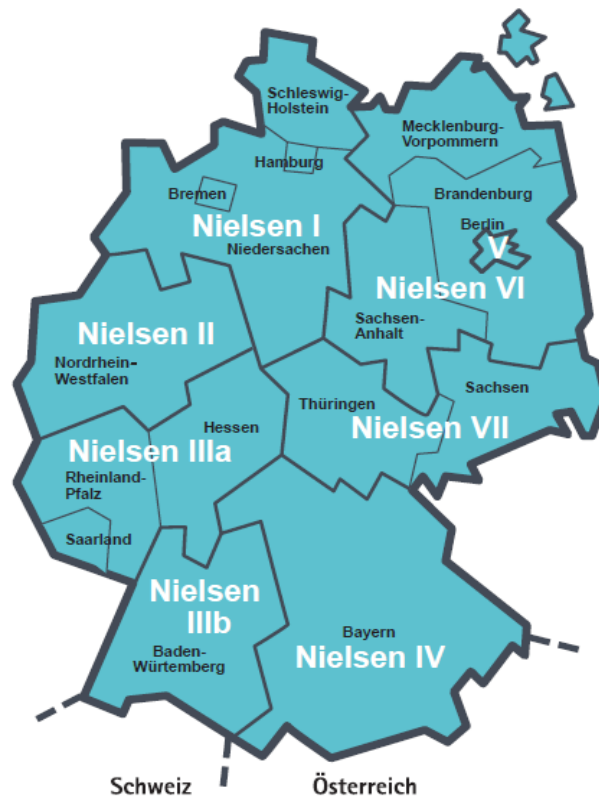 Schleswig-
Holstein
Mecklenburg-
Vorpommern
Hamburg
Bremen
Brandenburg
Nielsen I
Berlin
V
Niedersachen
Nielsen VI
Sachsen-
Anhalt
Nielsen II
Nordrhein-
Westfalen
Sachsen
Thüringen
Hessen
Nielsen VII
Nielsen IIIa
Rheinland-
Pfalz
Saarland
Nielsen
IIIb
Baden-
Würtemberg
Bayern
Nielsen IV
Schweiz
Österreich